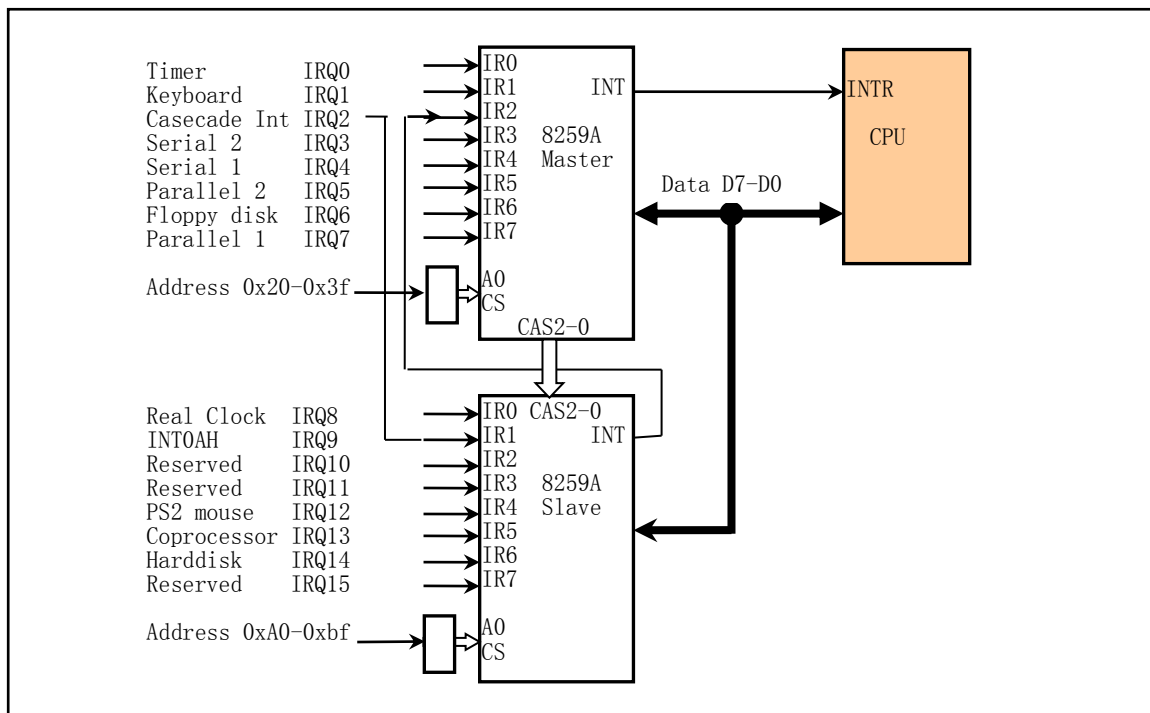 Timer IRQ0
Keyboard IRQ1
Casecade Int IRQ2
Serial 2 IRQ3
Serial 1 IRQ4
Parallel 2 IRQ5
Floppy disk IRQ6
Parallel 1 IRQ7
Address 0x20-0x3f
IR0
IR1
IR2
IR3
IR4
IR5
IR6
IR7
A0
CS
INT
8259A
Master
CAS2-0
INTR
CPU
Data D7-D0
Real Clock IRQ8
INT0AH IRQ9
Reserved IRQ10
Reserved IRQ11
PS2 mouse IRQ12
Coprocessor IRQ13
Harddisk IRQ14
Reserved IRQ15
Address 0xA0-0xbf
IR0 CAS2-0
IR1
IR2
IR3
IR4
IR5
IR6
IR7
A0
CS
INT
8259A
Slave